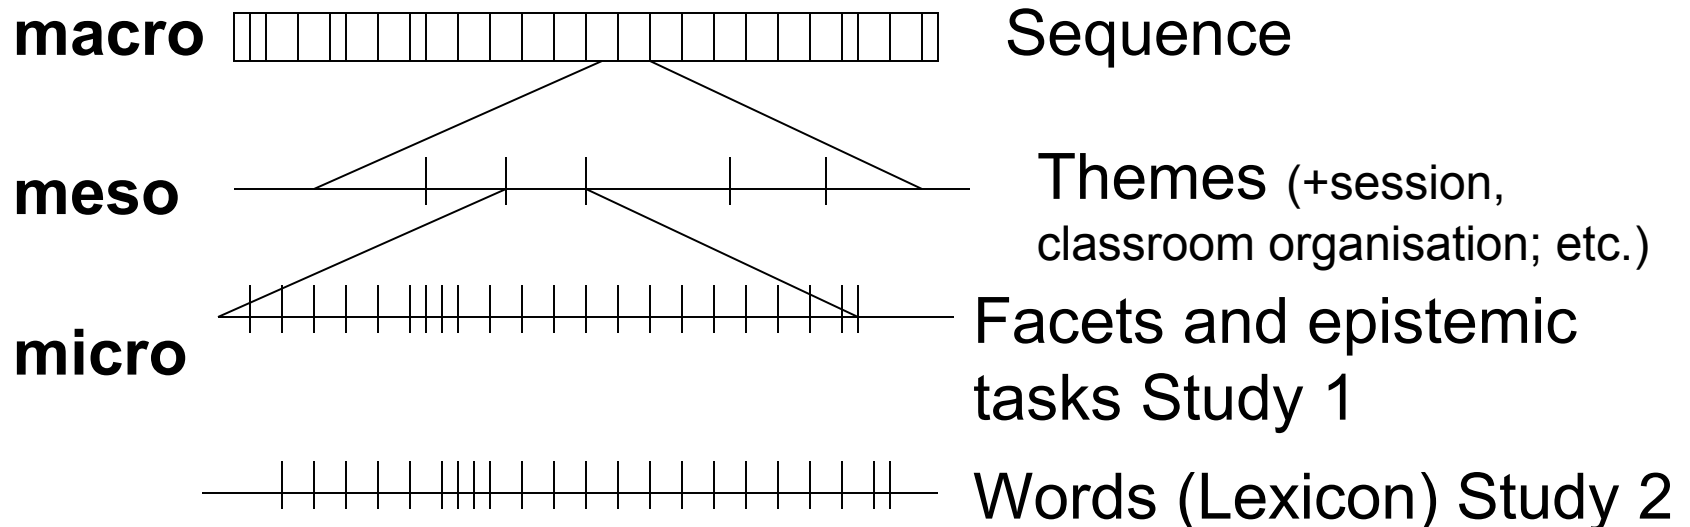 macro Sequence
meso Themes (+session,
classroom organisation; etc.)
micro Facets and epistemic
tasks Study 1
Words (Lexicon) Study 2